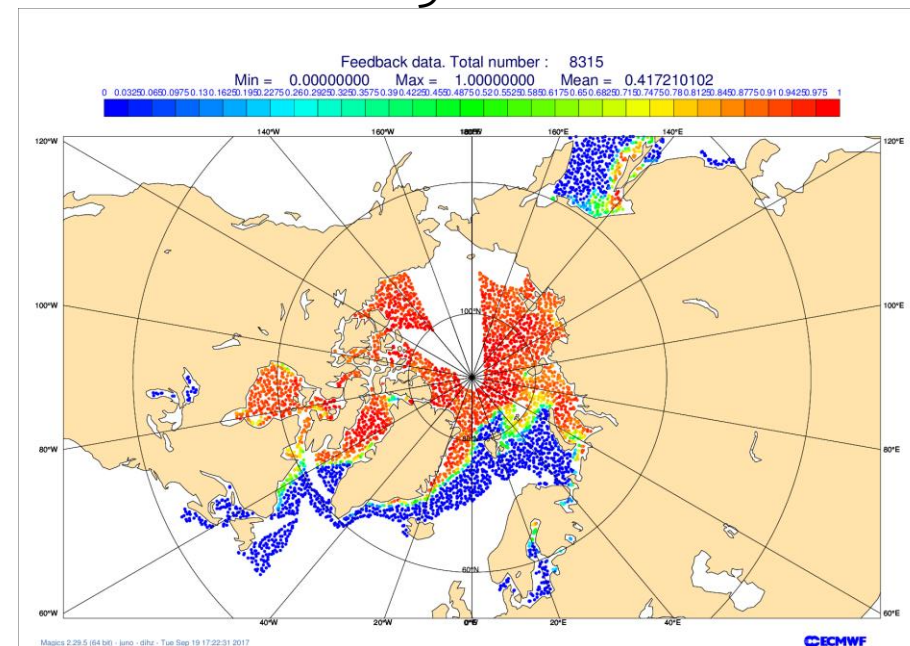 Feedback data. Total number : 8315
Min = 0.00000000 Max = 1.00000000 Mean = 0.417210102
0 0.0325 0.065 0.0975 0.13 0.1625 0.195 0.2275 0.26 0.2925 0.325 0.3575 0.39 0.4225 0.455 0.4875 0.52 0.5525 0.585 0.6175 0.65 0.6825 0.715 0.7475 0.78 0.8125 0.845 0.8775 0.91 0.9425 0.975 1
140°W 160°W 160°E 140°E
120°W 120°E
100°W 100°E
80°W 80°E
60°N
60°W 60°E
40°W 20°W 20°E 40°E
Magics 2.29.5 (64 bit) - juno - dihz - Tue Sep 19 17:22:31 2017
ECMWF